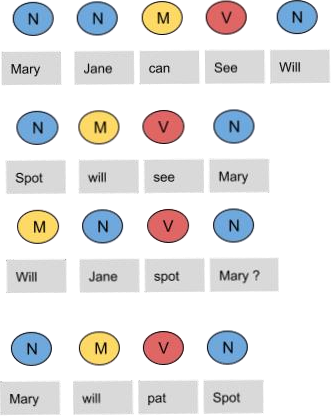 N N M V N
Mary Jane can See Will
N M V N
Spot will see Mary
M N V N
Will Jane spot Mary ?
N M V N
Mary will pat Spot